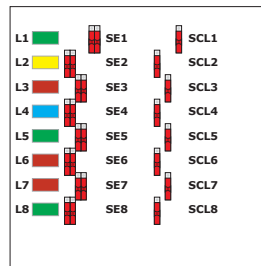 L1 SE1 SCL1
L2 SE2 SCL2
L3 SE3 SCL3
L4 SE4 SCL4
L5 SE5 SCL5
L6 SE6 SCL6
L7 SE7 SCL7
L8 SE8 SCL8